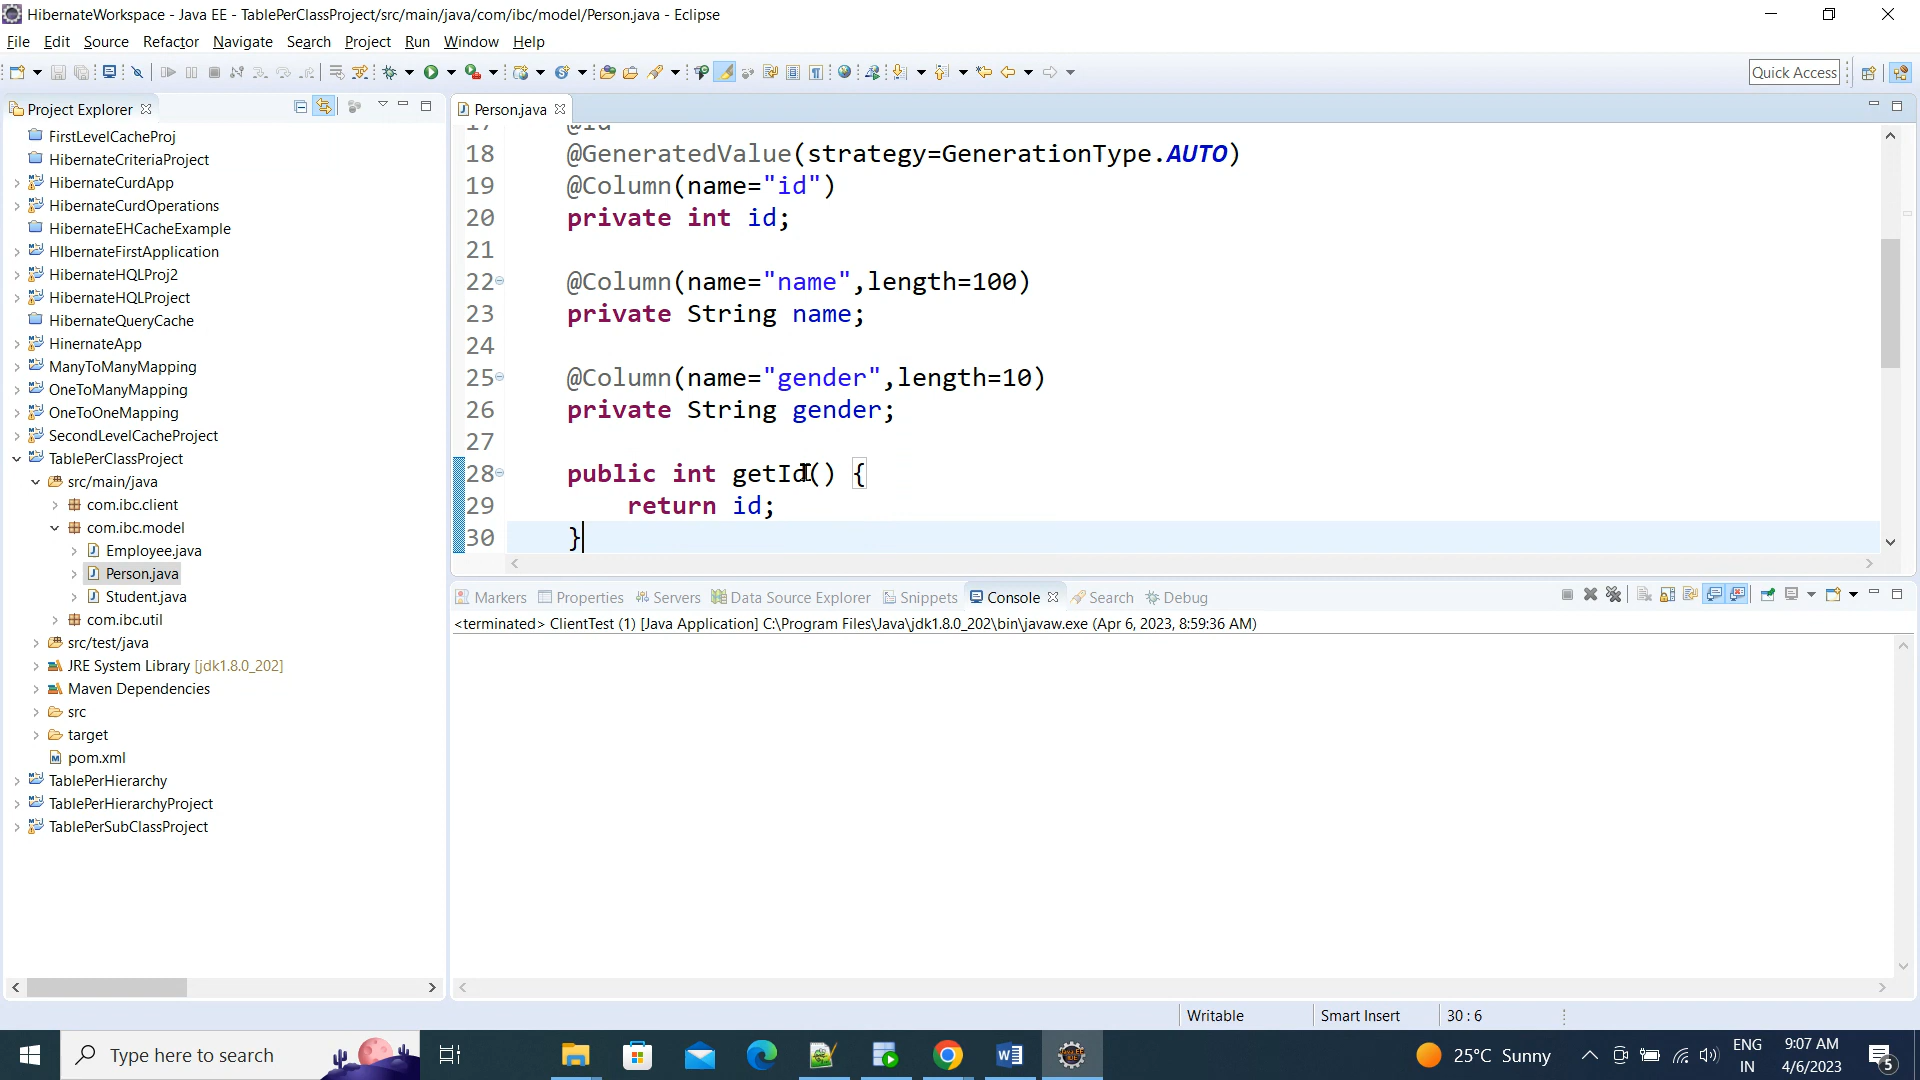 HibernateWorkspace - Java EE - TablePerClassProject/src/main/java/com/ibc/model/Person.java - Eclipse
File Edit Source Refactor Navigate Search Project Run Window Help
Quick Access
Project Explorer
FirstLevelCacheProj
HibernateCriteriaProject
HibernateCurdApp
HibernateCurdOperations
HibernateEHCacheExample
HIbernateFirstApplication
HibernateHQLProj2
HibernateHQLProject
HibernateQueryCache
HinernateApp
ManyToManyMapping
OneToManyMapping
OneToOneMapping
SecondLevelCacheProject
TablePerClassProject
src/main/java
com.ibc.client
com.ibc.model
Employee.java
Person.java
Student.java
com.ibc.util
src/test/java
JRE System Library [jdk1.8.0_202]
Maven Dependencies
src
target
pom.xml
TablePerHierarchy
TablePerHierarchyProject
TablePerSubClassProject
Person.java
17 @Id
18 @GeneratedValue(strategy=GenerationType.AUTO)
19 @Column(name="id")
20 private int id;
21
22 @Column(name="name",length=100)
23 private String name;
24
25 @Column(name="gender",length=10)
26 private String gender;
27
28 public int getId() {
29 return id;
30 }
Markers Properties Servers Data Source Explorer Snippets Console Search Debug
<terminated> ClientTest (1) [Java Application] C:\Program Files\Java\jdk1.8.0_202\bin\javaw.exe (Apr 6, 2023, 8:59:36 AM)
Writable Smart Insert 30 : 6
Type here to search
25°C Sunny
ENG
IN
9:07 AM
4/6/2023
5